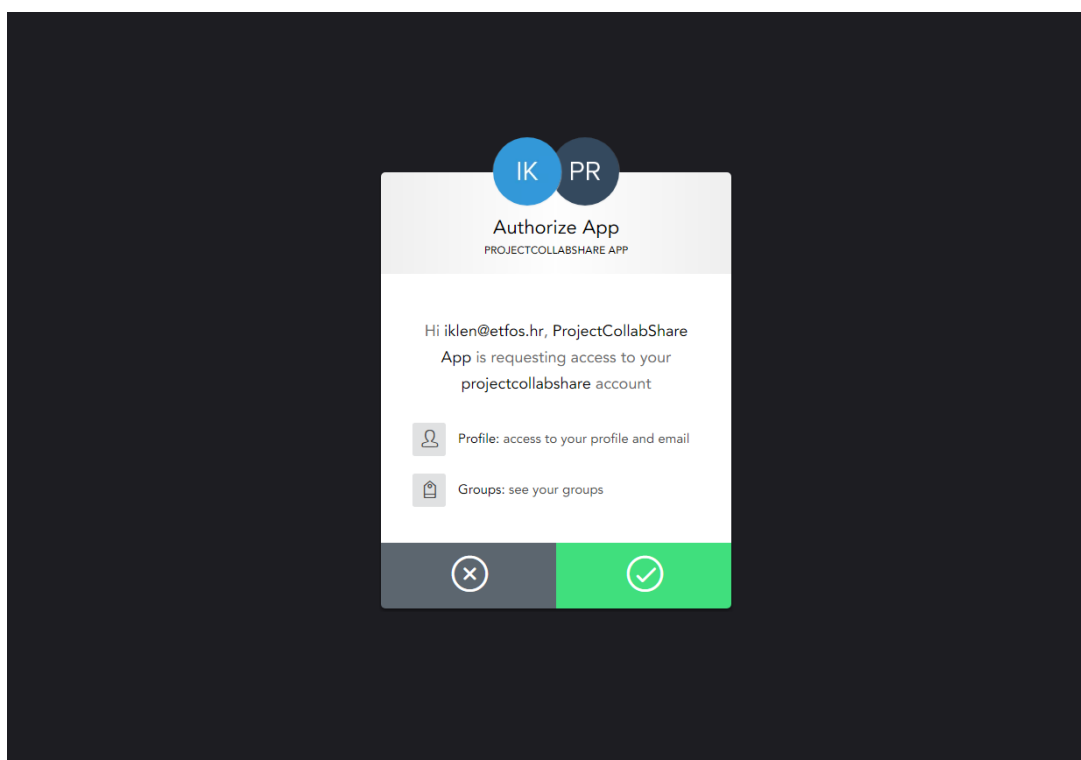 IK PR
Authorize App
PROJECTCOLLABSHARE APP
Hi iklen@etfos.hr, ProjectCollabShare
App is requesting access to your
projectcollabshare account
Profile: access to your profile and email
Groups: see your groups